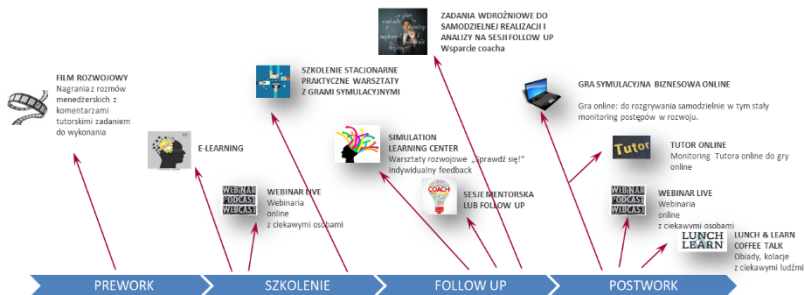 ZADANIA WDROŻNIOWE DO
SAMODZIELNEJ REALIZACJI I
ANALIZY NA SESJI FOLLOW UP
Wsparcie coacha
FILM ROZWOJOWY
Nagrania z rozmów
menedżerskich z
komentarzami
tutorskimi zadaniem
do wykonania
SZKOLENIE STACJONARNE
PRAKTYCZNE WARSZTATY
Z GRAMI SYMULACYJNYMI
GRA SYMULACYJNA BIZNESOWA ONLINE
Gra online: do rozgrywania samodzielnie w tym stały
monitoring postępów w rozwoju.
E-LEARNING
SIMULATION
LEARNING CENTER
Warsztaty rozwojowe „Sprawdź się!"
Indywidualny feedback
Tutor
TUTOR ONLINE
Monitoring Tutora online do gry
online
WEBINAR
PODCAST
WEBCAST
WEBINAR LIVE
Webinaria
online
z ciekawymi osobami
COACH
SESJE MENTORSKA
LUB FOLLOW UP
WEBINAR
PODCAST
WEBCAST
WEBINAR LIVE
Webinaria
online
z ciekawymi osobami
LUNCH
LEARN
LUNCH & LEARN
COFFEE TALK
Obiady, kolacje
z ciekawymi ludźmi
PREWORK
SZKOLENIE
FOLLOW UP
POSTWORK